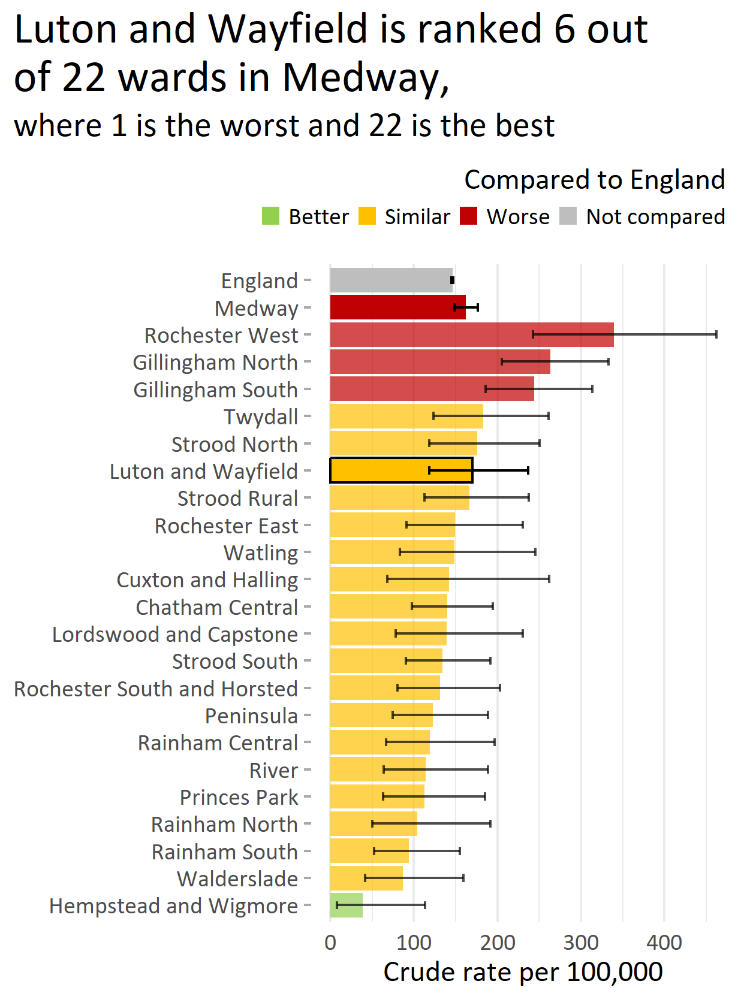 Luton and Wayfield is ranked 6 out
of 22 wards in Medway,
where 1 is the worst and 22 is the best
Compared to England
Better Similar Worse Not compared
England
Medway
Rochester West
Gillingham North
Gillingham South
Twydall
Strood North
Luton and Wayfield
Strood Rural
Rochester East
Watling
Cuxton and Halling
Chatham Central
Lordswood and Capstone
Strood South
Rochester South and Horsted
Peninsula
Rainham Central
River
Princes Park
Rainham North
Rainham South
Walderslade
Hempstead and Wigmore
0 100 200 300 400
Crude rate per 100,000